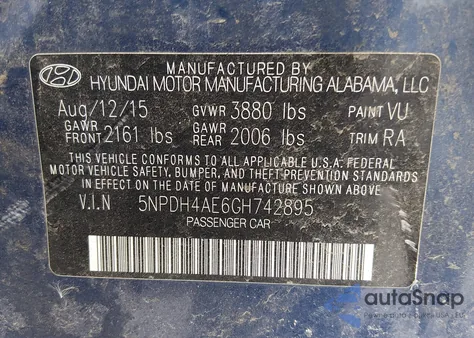 MANUFACTURED BY
HYUNDAI MOTOR MANUFACTURING ALABAMA, LLC
Aug/12/15 GVWR 3880 lbs PAINT VU
GAWR FRONT 2161 lbs GAWR REAR 2006 lbs TRIM RA
THIS VEHICLE CONFORMS TO ALL APPLICABLE U.S.A. FEDERAL
MOTOR VEHICLE SAFETY, BUMPER, AND THEFT PREVENTION STANDARDS
IN EFFECT ON THE DATE OF MANUFACTURE SHOWN ABOVE.
V.I.N 5NPDH4AE6GH742895
PASSENGER CAR
autoSnap